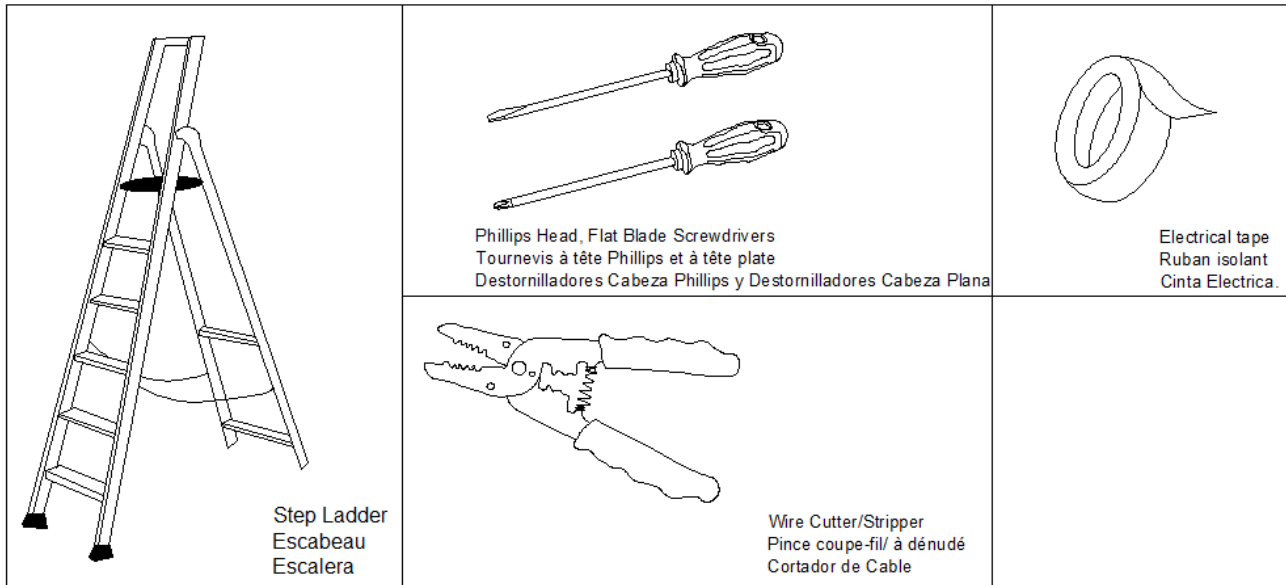 Step Ladder
Escabeau
Escalera
Phillips Head, Flat Blade Screwdrivers
Tournevis à tête Phillips et à tête plate
Destornilladores Cabeza Phillips y Destornilladores Cabeza Plana
Electrical tape
Ruban isolant
Cinta Electrica.
Wire Cutter/Stripper
Pince coupe-fil/ à dénudé
Cortador de Cable